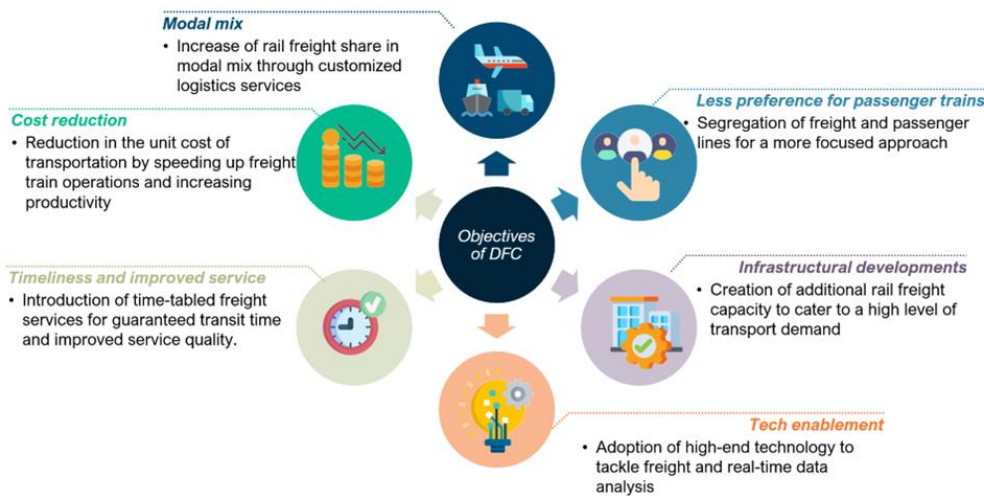 Modal mix
• Increase of rail freight share in
modal mix through customized
logistics services
Less preference for passenger trains
• Segregation of freight and passenger
lines for a more focused approach
Cost reduction
• Reduction in the unit cost of
transportation by speeding up freight
train operations and increasing
productivity
Objectives
of DFC
Timeliness and improved service
• Introduction of time-tabled freight
services for guaranteed transit time
and improved service quality.
Infrastructural developments
• Creation of additional rail freight
capacity to cater to a high level of
transport demand
Tech enablement
• Adoption of high-end technology to
tackle freight and real-time data
analysis